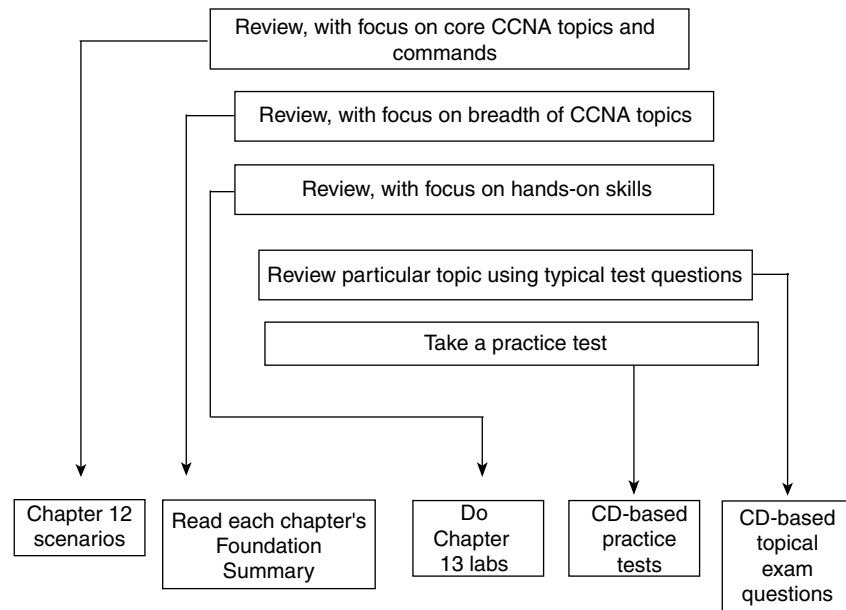 Review, with focus on core CCNA topics and
commands
Review, with focus on breadth of CCNA topics
Review, with focus on hands-on skills
Review particular topic using typical test questions
Take a practice test
Chapter 12
scenarios
Read each chapter's
Foundation
Summary
Do
Chapter
13 labs
CD-based
practice
tests
CD-based
topical
exam
questions